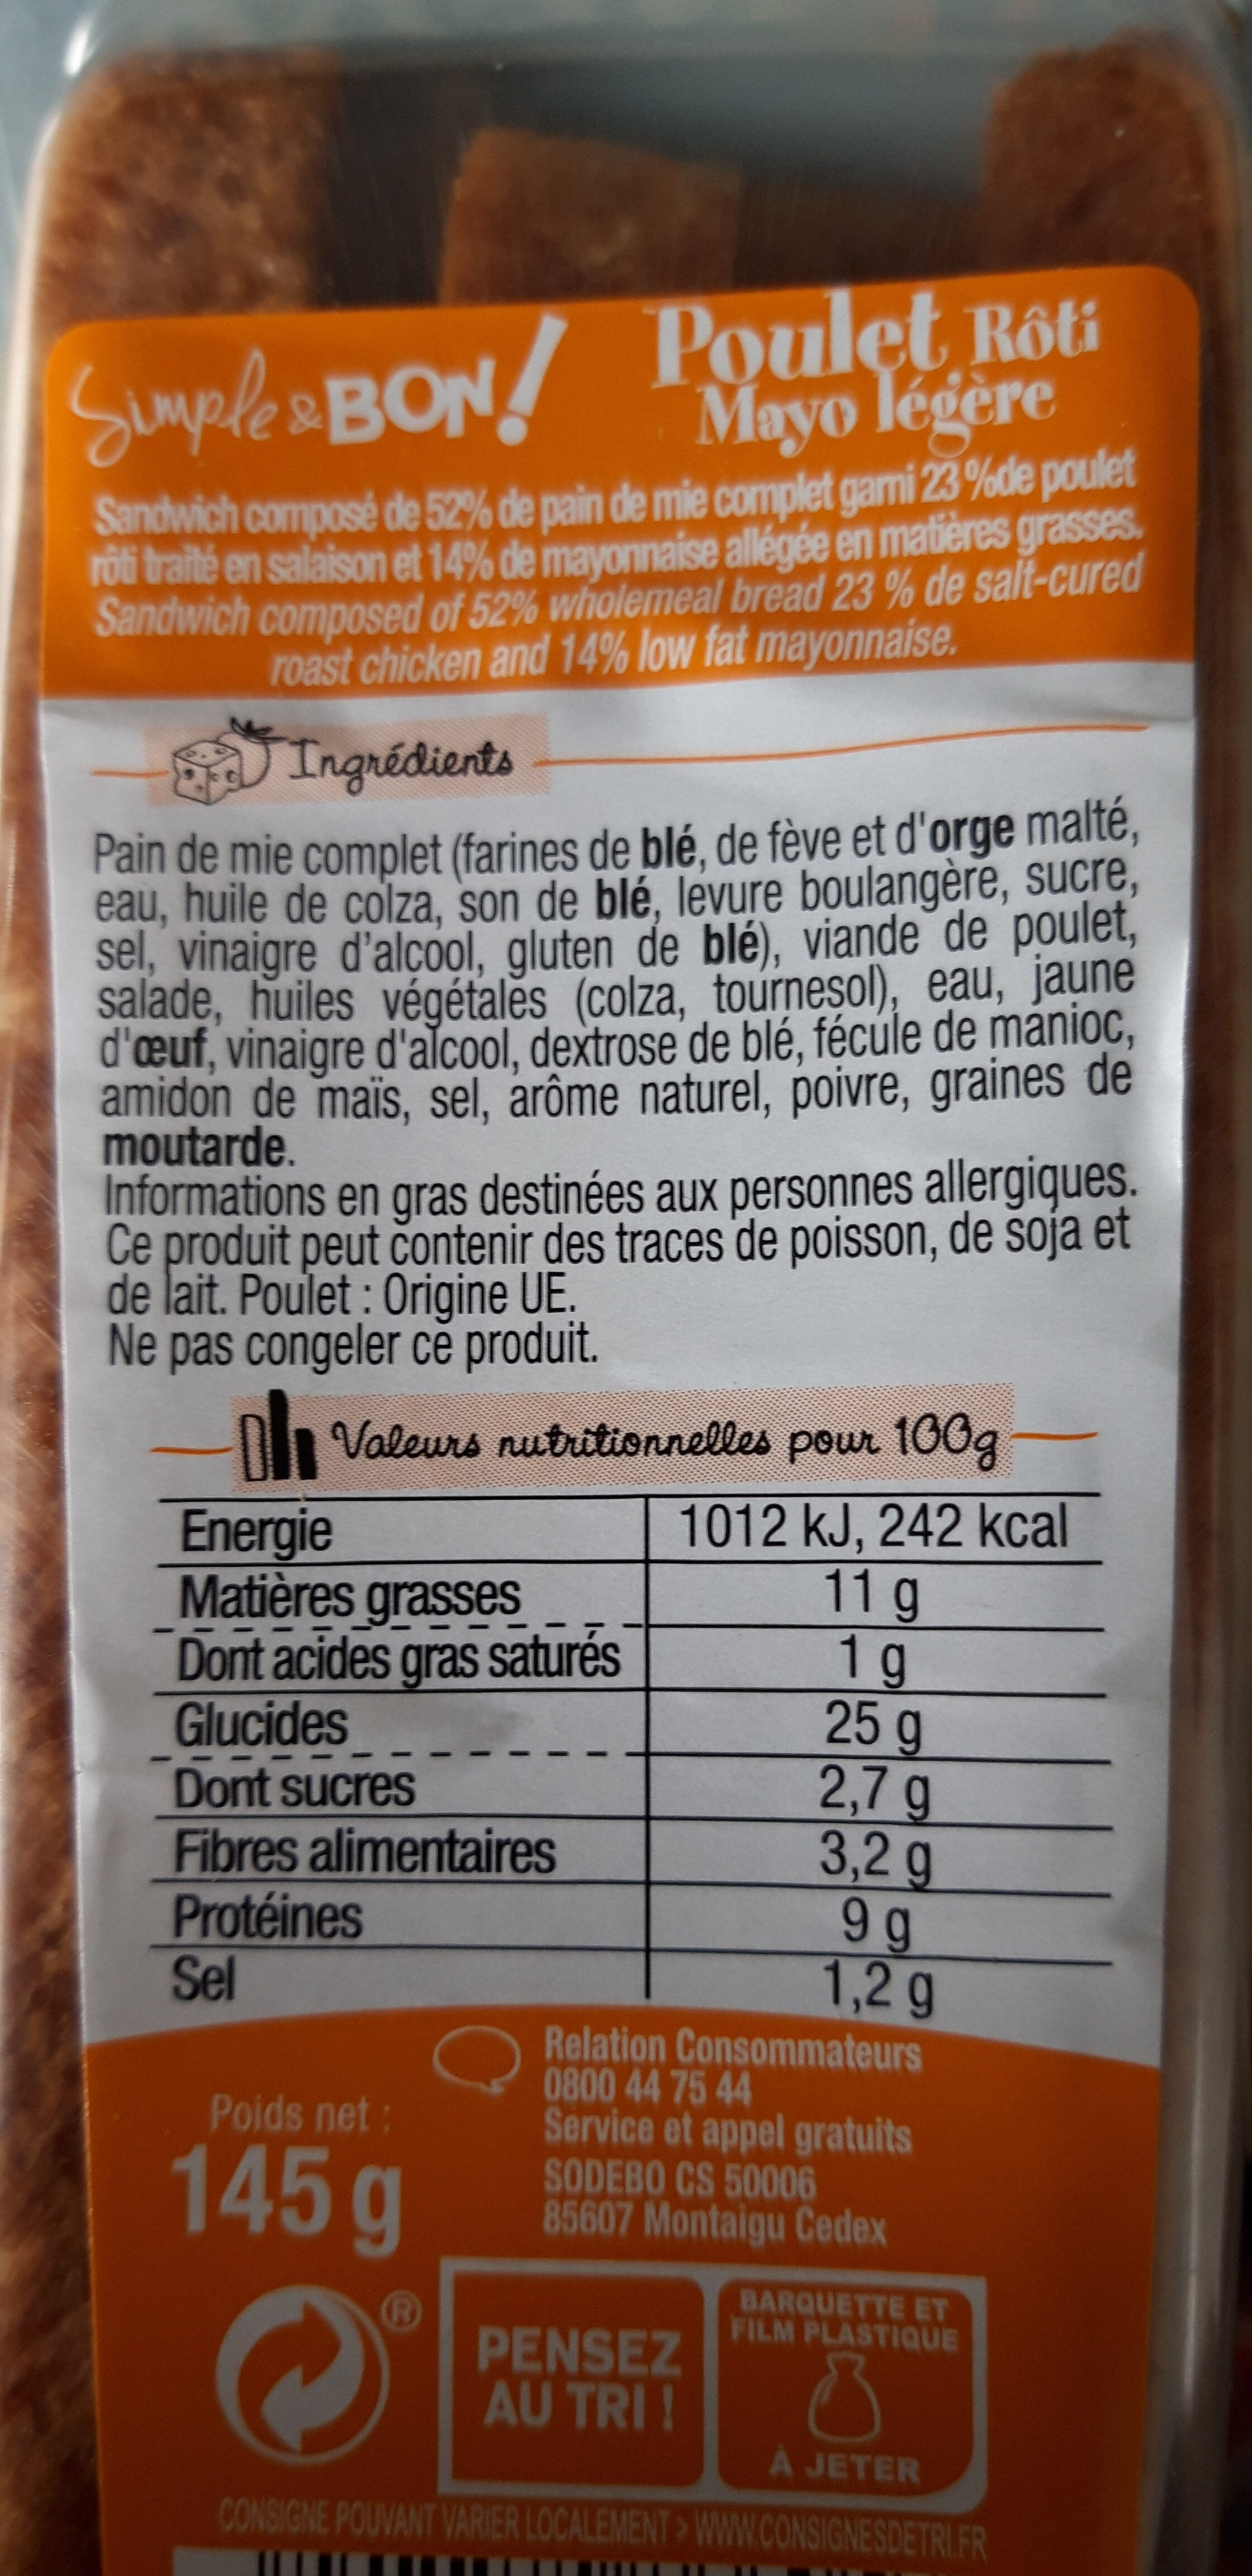 Simple & BON!
Poulet Rôti
Mayo légère
Sandwich composé de 52% de pain de mie complet garni 23 %de poulet
rôti traité en salaison et 14% de mayonnaise allégée en matières grasses.
Sandwich composed of 52% wholemeal bread 23 % de salt-cured
roast chicken and 14% low fat mayonnaise.
Ingrédients
Pain de mie complet (farines de blé, de fève et d'orge malté,
eau, huile de colza, son de blé, levure boulangère, sucre,
sel, vinaigre d'alcool, gluten de blé), viande de poulet,
salade, huiles végétales (colza, tournesol), eau, jaune
d'œuf, vinaigre d'alcool, dextrose de blé, fécule de manioc,
amidon de maïs, sel, arôme naturel, poivre, graines de
moutarde.
Informations en gras destinées aux personnes allergiques.
Ce produit peut contenir des traces de poisson, de soja et
de lait. Poulet : Origine UE.
Ne pas congeler ce produit.
Valeurs nutritionnelles pour 100g
Energie 1012 kJ, 242 kcal
Matières grasses 11 g
Dont acides gras saturés 1 g
Glucides 25 g
Dont sucres 2,7 g
Fibres alimentaires 3,2 g
Protéines 9 g
Sel 1,2 g
Relation Consommateurs
0800 44 75 44
Service et appel gratuits
SODEBO CS 50006
85607 Montaigu Cedex
Poids net :
145 g
®
PENSEZ
AU TRI !
BARQUETTE ET
FILM PLASTIQUE
À JETER
CONSIGNE POUVANT VARIER LOCALEMENT > WWW.CONSIGNESDETRI.FR